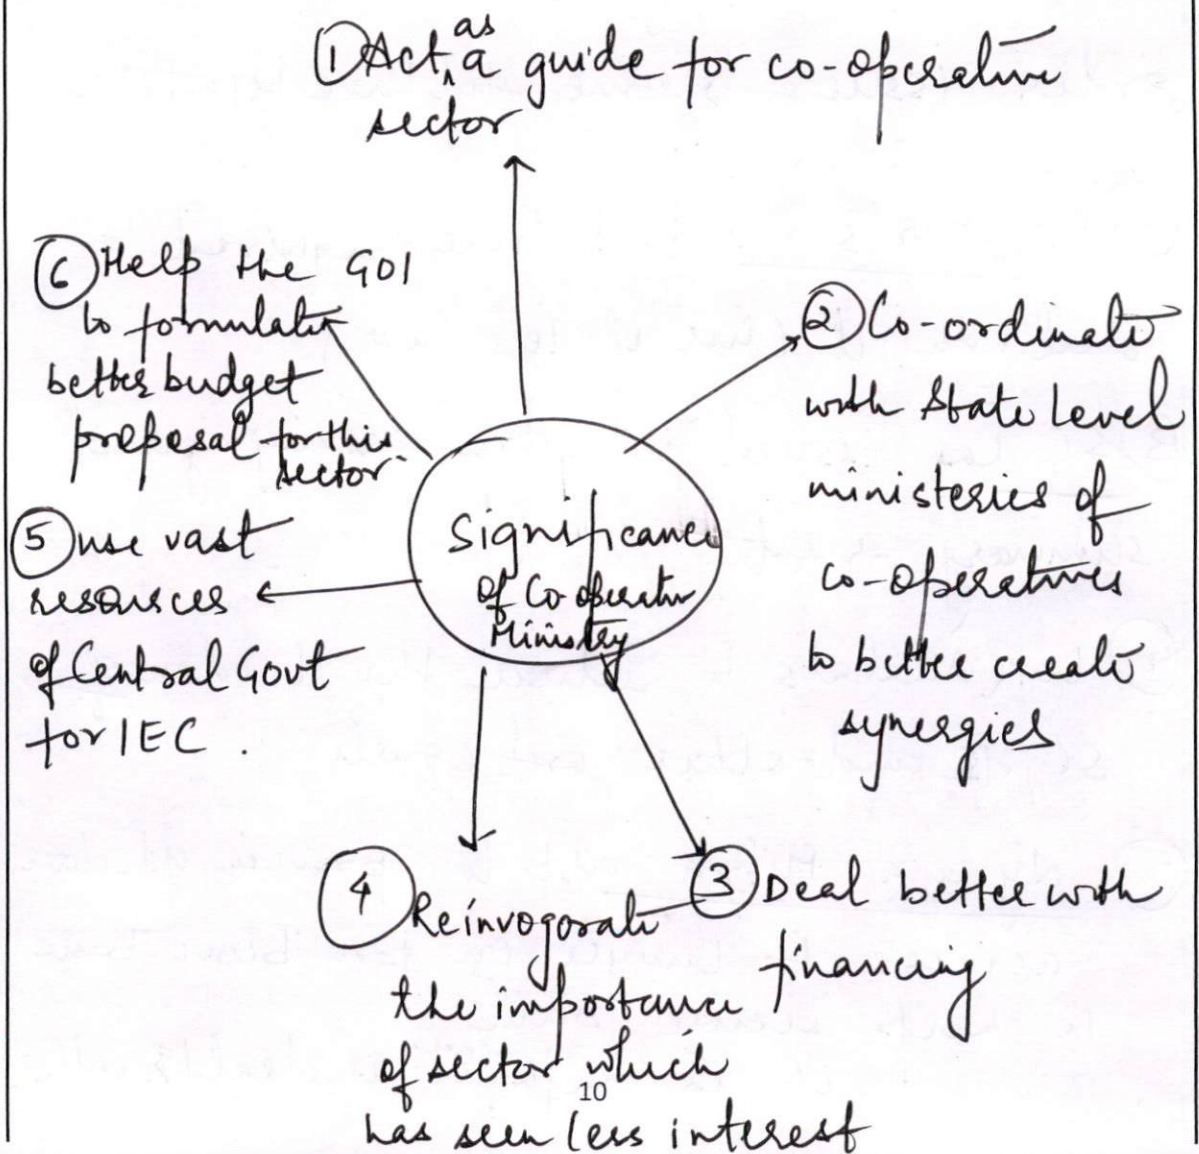 as
① Act ‸ a guide for co-operative
sector
⑥ Help the GOI
to formulate
better budget
proposal for this
sector
② Co-ordinate
with State level
ministeries of
co-operatives
to better create
synergies
Significance
of Cooperative
Ministry
⑤ use vast
resources
of Central Govt
for IEC.
④ Reinvogorate
the importance
of sector which
has seen less interest
③ Deal better with
financing
10